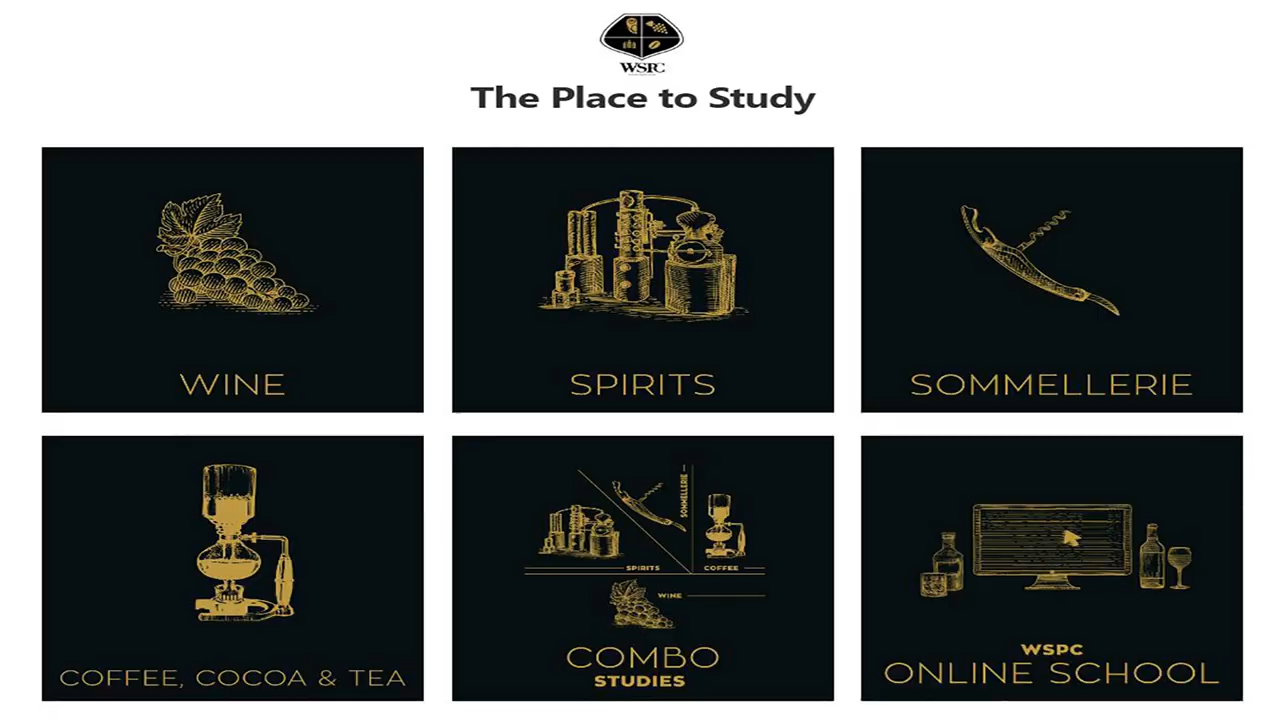 WSPC
The Place to Study
WINE
SPIRITS
SOMMELLERIE
COFFEE, COCOA & TEA
SOMMELLERIE
SPIRITS
COFFEE
WINE
COMBO
STUDIES
WSPC
ONLINE SCHOOL